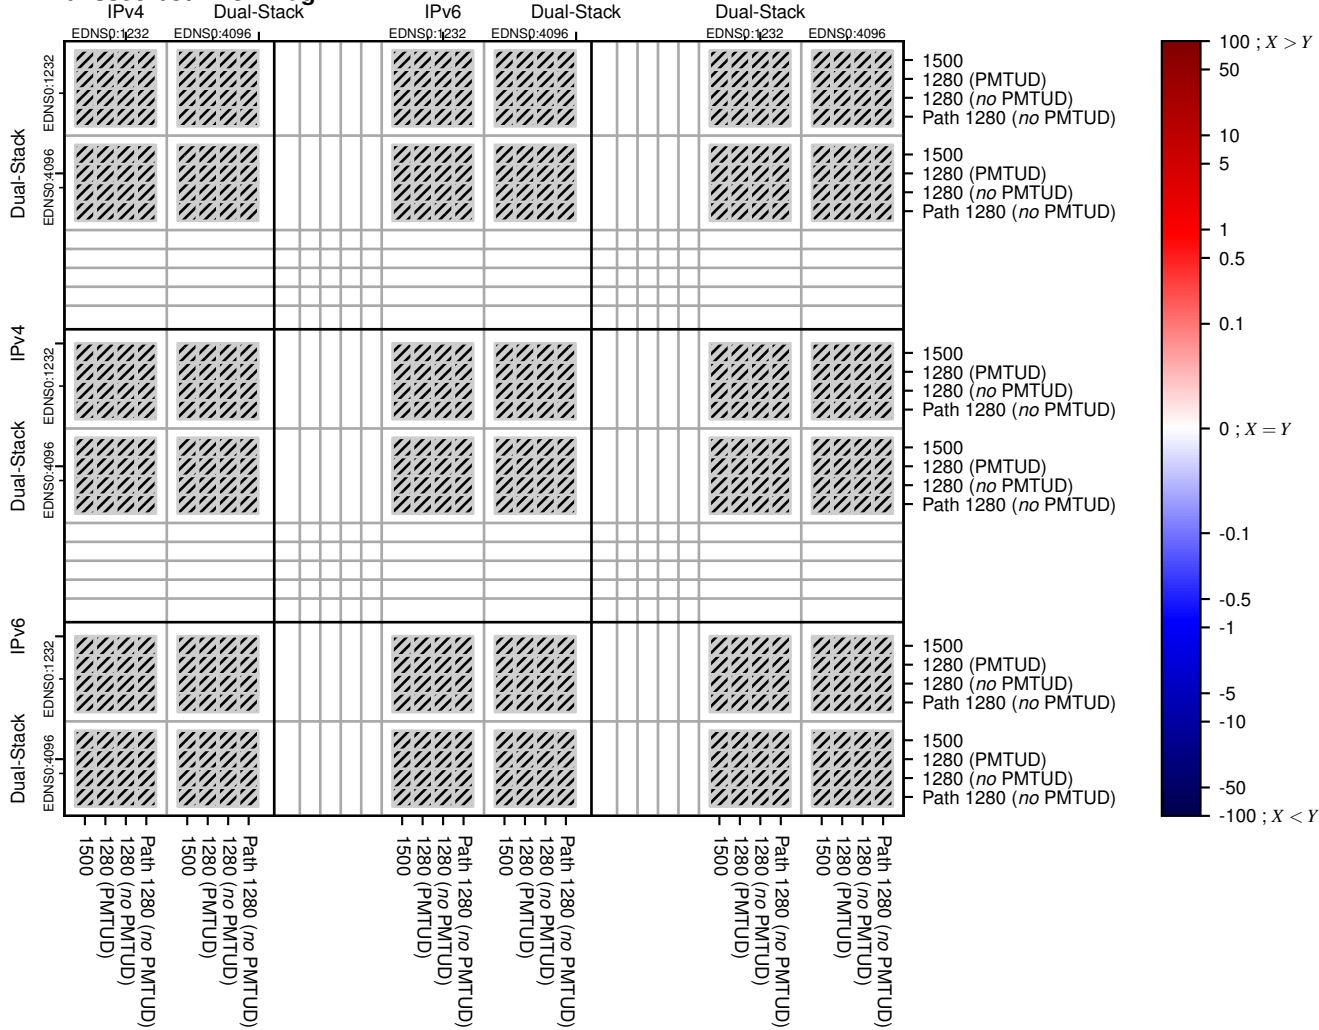 IPv4 Dual-Stack IPv6 Dual-Stack Dual-Stack
EDNS0:1232 EDNS0:4096 EDNS0:1232 EDNS0:4096 EDNS0:1232 EDNS0:4096
Dual-Stack
EDNS0:1232
EDNS0:4096
1500
1280 (PMTUD)
1280 (no PMTUD)
Path 1280 (no PMTUD)
1500
1280 (PMTUD)
1280 (no PMTUD)
Path 1280 (no PMTUD)
IPv4
Dual-Stack
EDNS0:1232
EDNS0:4096
1500
1280 (PMTUD)
1280 (no PMTUD)
Path 1280 (no PMTUD)
1500
1280 (PMTUD)
1280 (no PMTUD)
Path 1280 (no PMTUD)
IPv6
Dual-Stack
EDNS0:1232
EDNS0:4096
1500
1280 (PMTUD)
1280 (no PMTUD)
Path 1280 (no PMTUD)
1500
1280 (PMTUD)
1280 (no PMTUD)
Path 1280 (no PMTUD)
1500
1280 (PMTUD)
1280 (no PMTUD)
Path 1280 (no PMTUD)
1500
1280 (PMTUD)
1280 (no PMTUD)
Path 1280 (no PMTUD)
1500
1280 (PMTUD)
1280 (no PMTUD)
Path 1280 (no PMTUD)
1500
1280 (PMTUD)
1280 (no PMTUD)
Path 1280 (no PMTUD)
1500
1280 (PMTUD)
1280 (no PMTUD)
Path 1280 (no PMTUD)
1500
1280 (PMTUD)
1280 (no PMTUD)
Path 1280 (no PMTUD)
100 ; X > Y
50
10
5
1
0.5
0.1
0 ; X = Y
-0.1
-0.5
-1
-5
-10
-50
-100 ; X < Y